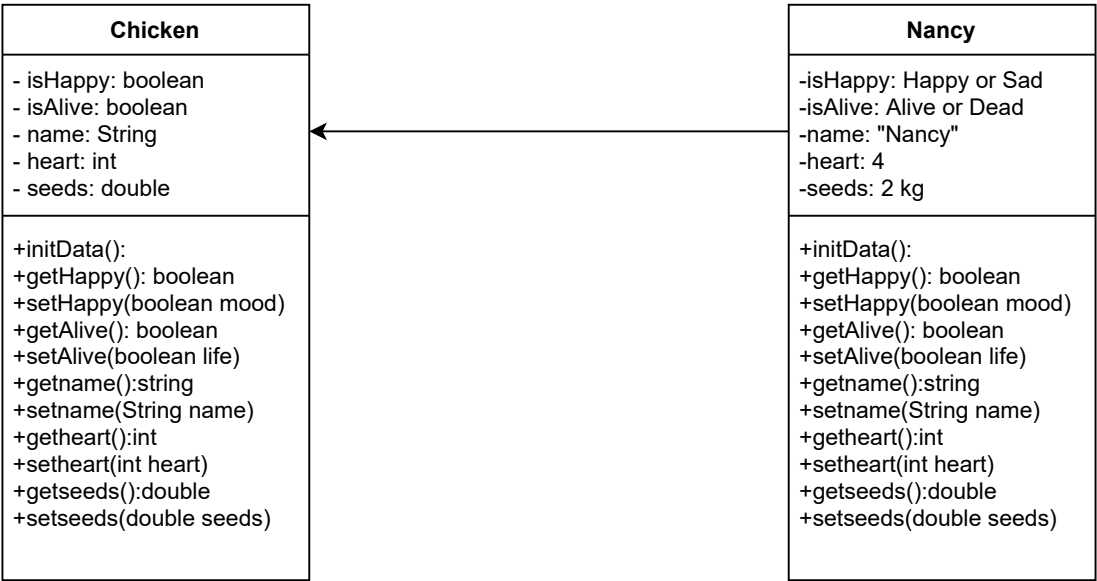 Chicken
- isHappy: boolean
- isAlive: boolean
- name: String
- heart: int
- seeds: double
+initData():
+getHappy(): boolean
+setHappy(boolean mood)
+getAlive(): boolean
+setAlive(boolean life)
+getname():string
+setname(String name)
+getheart():int
+setheart(int heart)
+getseeds():double
+setseeds(double seeds)
Nancy
-isHappy: Happy or Sad
-isAlive: Alive or Dead
-name: "Nancy"
-heart: 4
-seeds: 2 kg
+initData():
+getHappy(): boolean
+setHappy(boolean mood)
+getAlive(): boolean
+setAlive(boolean life)
+getname():string
+setname(String name)
+getheart():int
+setheart(int heart)
+getseeds():double
+setseeds(double seeds)